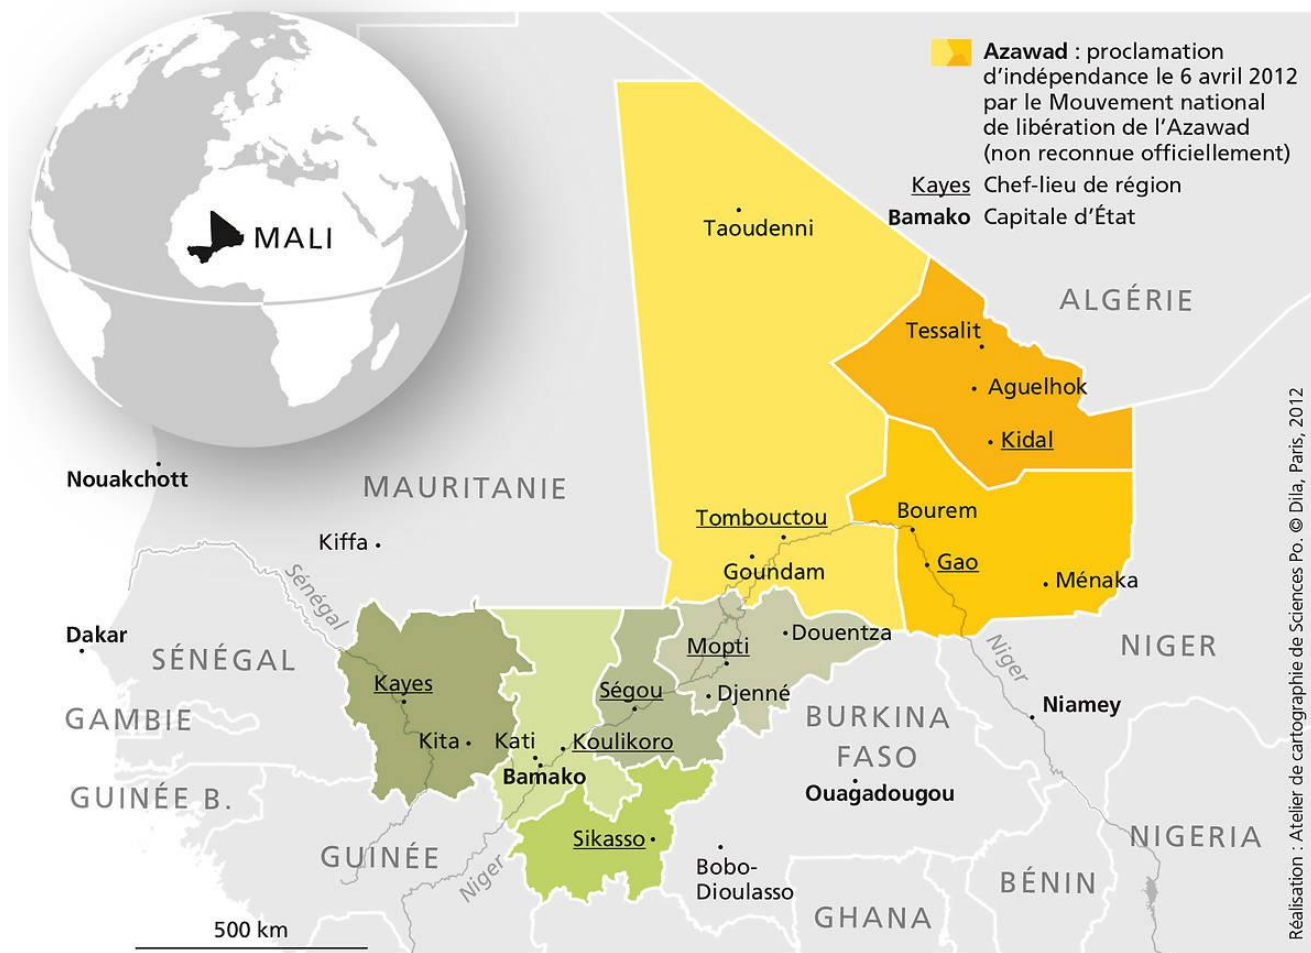 MALI
Azawad : proclamation
d'indépendance le 6 avril 2012
par le Mouvement national
de libération de l'Azawad
(non reconnue officiellement)
Kayes Chef-lieu de région
Bamako Capitale d'État
Taoudenni
ALGÉRIE
Tessalit
Aguelhok
Kidal
Nouakchott
MAURITANIE
Tombouctou
Bourem
Kiffa
Goundam
Gao
Ménaka
Sénégal
Dakar
SÉNÉGAL
Mopti
Douentza
Niger
NIGER
Kayes
Ségou
Djenné
Niamey
GAMBIE
BURKINA
FASO
Kita
Kati
Koulikoro
Bamako
Ouagadougou
GUINÉE B.
Sikasso
GUINÉE
Niger
Bobo-
Dioulasso
NIGERIA
BÉNIN
GHANA
500 km
Réalisation : Atelier de cartographie de Sciences Po. © Dila, Paris, 2012